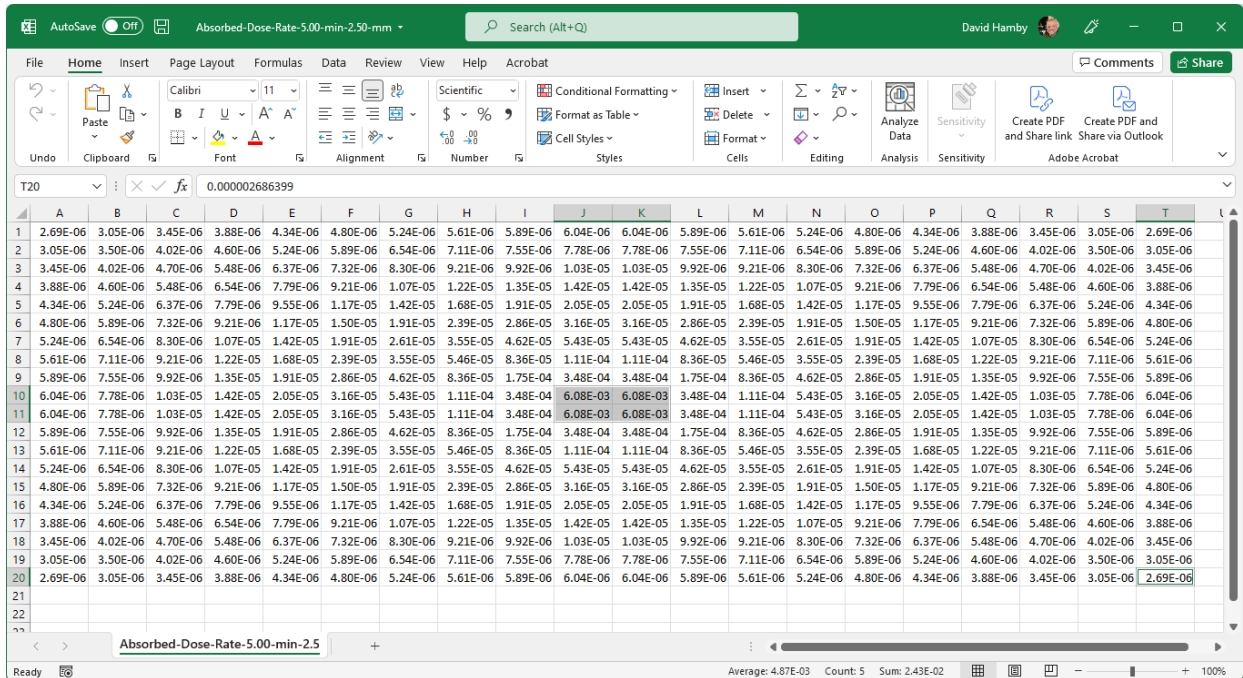 AutoSave Off Absorbed-Dose-Rate-5.00-min-2.50-mm Search (Alt+Q) David Hamby
File Home Insert Page Layout Formulas Data Review View Help Acrobat Comments Share
Calibri 11 Scientific Conditional Formatting Insert
Paste B I U A A $ % Format as Table Delete Analyze Data Sensitivity Create PDF and Share link Create PDF and Share via Outlook
A Cell Styles Format
Undo Clipboard Font Alignment Number Styles Cells Editing Analysis Sensitivity Adobe Acrobat
T20 fx 0.000002686399
A B C D E F G H I J K L M N O P Q R S T
1 2.69E-06 3.05E-06 3.45E-06 3.88E-06 4.34E-06 4.80E-06 5.24E-06 5.61E-06 5.89E-06 6.04E-06 6.04E-06 5.89E-06 5.61E-06 5.24E-06 4.80E-06 4.34E-06 3.88E-06 3.45E-06 3.05E-06 2.69E-06
2 3.05E-06 3.50E-06 4.02E-06 4.60E-06 5.24E-06 5.89E-06 6.54E-06 7.11E-06 7.55E-06 7.78E-06 7.78E-06 7.55E-06 7.11E-06 6.54E-06 5.89E-06 5.24E-06 4.60E-06 4.02E-06 3.50E-06 3.05E-06
3 3.45E-06 4.02E-06 4.70E-06 5.48E-06 6.37E-06 7.32E-06 8.30E-06 9.21E-06 9.92E-06 1.03E-05 1.03E-05 9.92E-06 9.21E-06 8.30E-06 7.32E-06 6.37E-06 5.48E-06 4.70E-06 4.02E-06 3.45E-06
4 3.88E-06 4.60E-06 5.48E-06 6.54E-06 7.79E-06 9.21E-06 1.07E-05 1.22E-05 1.35E-05 1.42E-05 1.42E-05 1.35E-05 1.22E-05 1.07E-05 9.21E-06 7.79E-06 6.54E-06 5.48E-06 4.60E-06 3.88E-06
5 4.34E-06 5.24E-06 6.37E-06 7.79E-06 9.55E-06 1.17E-05 1.42E-05 1.68E-05 1.91E-05 2.05E-05 2.05E-05 1.91E-05 1.68E-05 1.42E-05 1.17E-05 9.55E-06 7.79E-06 6.37E-06 5.24E-06 4.34E-06
6 4.80E-06 5.89E-06 7.32E-06 9.21E-06 1.17E-05 1.50E-05 1.91E-05 2.39E-05 2.86E-05 3.16E-05 3.16E-05 2.86E-05 2.39E-05 1.91E-05 1.50E-05 1.17E-05 9.21E-06 7.32E-06 5.89E-06 4.80E-06
7 5.24E-06 6.54E-06 8.30E-06 1.07E-05 1.42E-05 1.91E-05 2.61E-05 3.55E-05 4.62E-05 5.43E-05 5.43E-05 4.62E-05 3.55E-05 2.61E-05 1.91E-05 1.42E-05 1.07E-05 8.30E-06 6.54E-06 5.24E-06
8 5.61E-06 7.11E-06 9.21E-06 1.22E-05 1.68E-05 2.39E-05 3.55E-05 5.46E-05 8.36E-05 1.11E-04 1.11E-04 8.36E-05 5.46E-05 3.55E-05 2.39E-05 1.68E-05 1.22E-05 9.21E-06 7.11E-06 5.61E-06
9 5.89E-06 7.55E-06 9.92E-06 1.35E-05 1.91E-05 2.86E-05 4.62E-05 8.36E-05 1.75E-04 3.48E-04 3.48E-04 1.75E-04 8.36E-05 4.62E-05 2.86E-05 1.91E-05 1.35E-05 9.92E-06 7.55E-06 5.89E-06
10 6.04E-06 7.78E-06 1.03E-05 1.42E-05 2.05E-05 3.16E-05 5.43E-05 1.11E-04 3.48E-04 6.08E-03 6.08E-03 3.48E-04 1.11E-04 5.43E-05 3.16E-05 2.05E-05 1.42E-05 1.03E-05 7.78E-06 6.04E-06
11 6.04E-06 7.78E-06 1.03E-05 1.42E-05 2.05E-05 3.16E-05 5.43E-05 1.11E-04 3.48E-04 6.08E-03 6.08E-03 3.48E-04 1.11E-04 5.43E-05 3.16E-05 2.05E-05 1.42E-05 1.03E-05 7.78E-06 6.04E-06
12 5.89E-06 7.55E-06 9.92E-06 1.35E-05 1.91E-05 2.86E-05 4.62E-05 8.36E-05 1.75E-04 3.48E-04 3.48E-04 1.75E-04 8.36E-05 4.62E-05 2.86E-05 1.91E-05 1.35E-05 9.92E-06 7.55E-06 5.89E-06
13 5.61E-06 7.11E-06 9.21E-06 1.22E-05 1.68E-05 2.39E-05 3.55E-05 5.46E-05 8.36E-05 1.11E-04 1.11E-04 8.36E-05 5.46E-05 3.55E-05 2.39E-05 1.68E-05 1.22E-05 9.21E-06 7.11E-06 5.61E-06
14 5.24E-06 6.54E-06 8.30E-06 1.07E-05 1.42E-05 1.91E-05 2.61E-05 3.55E-05 4.62E-05 5.43E-05 5.43E-05 4.62E-05 3.55E-05 2.61E-05 1.91E-05 1.42E-05 1.07E-05 8.30E-06 6.54E-06 5.24E-06
15 4.80E-06 5.89E-06 7.32E-06 9.21E-06 1.17E-05 1.50E-05 1.91E-05 2.39E-05 2.86E-05 3.16E-05 3.16E-05 2.86E-05 2.39E-05 1.91E-05 1.50E-05 1.17E-05 9.21E-06 7.32E-06 5.89E-06 4.80E-06
16 4.34E-06 5.24E-06 6.37E-06 7.79E-06 9.55E-06 1.17E-05 1.42E-05 1.68E-05 1.91E-05 2.05E-05 2.05E-05 1.91E-05 1.68E-05 1.42E-05 1.17E-05 9.55E-06 7.79E-06 6.37E-06 5.24E-06 4.34E-06
17 3.88E-06 4.60E-06 5.48E-06 6.54E-06 7.79E-06 9.21E-06 1.07E-05 1.22E-05 1.35E-05 1.42E-05 1.42E-05 1.35E-05 1.22E-05 1.07E-05 9.21E-06 7.79E-06 6.54E-06 5.48E-06 4.60E-06 3.88E-06
18 3.45E-06 4.02E-06 4.70E-06 5.48E-06 6.37E-06 7.32E-06 8.30E-06 9.21E-06 9.92E-06 1.03E-05 1.03E-05 9.92E-06 9.21E-06 8.30E-06 7.32E-06 6.37E-06 5.48E-06 4.70E-06 4.02E-06 3.45E-06
19 3.05E-06 3.50E-06 4.02E-06 4.60E-06 5.24E-06 5.89E-06 6.54E-06 7.11E-06 7.55E-06 7.78E-06 7.78E-06 7.55E-06 7.11E-06 6.54E-06 5.89E-06 5.24E-06 4.60E-06 4.02E-06 3.50E-06 3.05E-06
20 2.69E-06 3.05E-06 3.45E-06 3.88E-06 4.34E-06 4.80E-06 5.24E-06 5.61E-06 5.89E-06 6.04E-06 6.04E-06 5.89E-06 5.61E-06 5.24E-06 4.80E-06 4.34E-06 3.88E-06 3.45E-06 3.05E-06 2.69E-06
21
22
Absorbed-Dose-Rate-5.00-min-2.5
Ready Average: 4.87E-03 Count: 5 Sum: 2.43E-02 100%